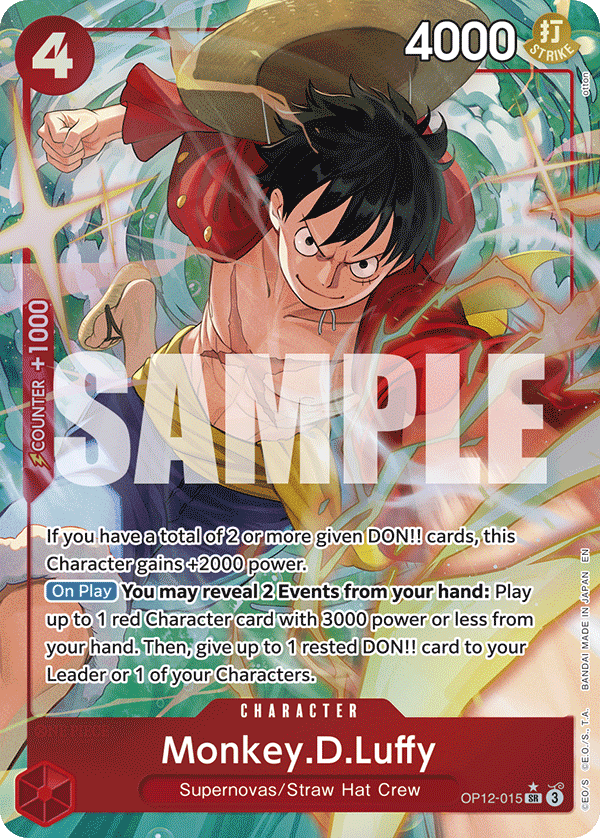 4
4000
打
STRIKE
otton
COUNTER +1000
SAMPLE
If you have a total of 2 or more given DON!! cards, this
Character gains +2000 power.
On Play You may reveal 2 Events from your hand: Play
up to 1 red Character card with 3000 power or less from
your hand. Then, give up to 1 rested DON!! card to your
Leader or 1 of your Characters.
©E.O/S ©E.O./S., T.A. BANDAI MADE IN JAPAN EN
CHARACTER
Monkey.D.Luffy
Supernovas/Straw Hat Crew
OP12-015 SR 3